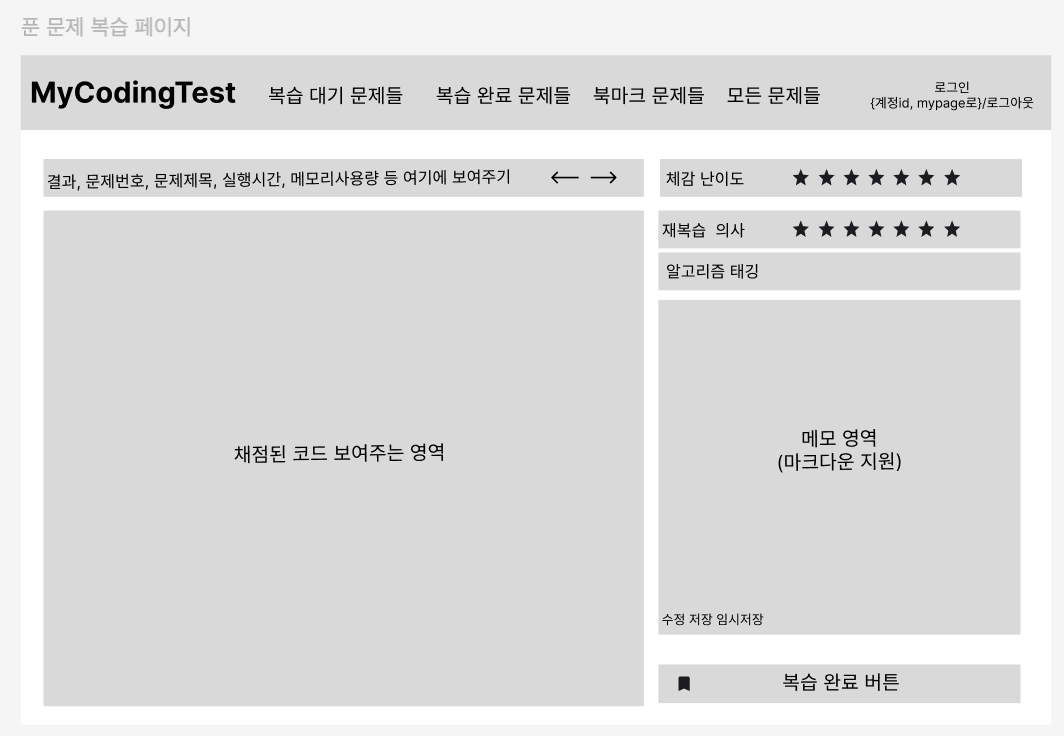 푼 문제 복습 페이지
MyCodingTest 복습 대기 문제들 복습 완료 문제들 북마크 문제들 모든 문제들
로그인
{계정id, mypage로}/로그아웃
결과, 문제번호, 문제제목, 실행시간, 메모리사용량 등 여기에 보여주기
체감 난이도
재복습 의사
알고리즘 태깅
채점된 코드 보여주는 영역
메모 영역
(마크다운 지원)
수정 저장 임시저장
복습 완료 버튼